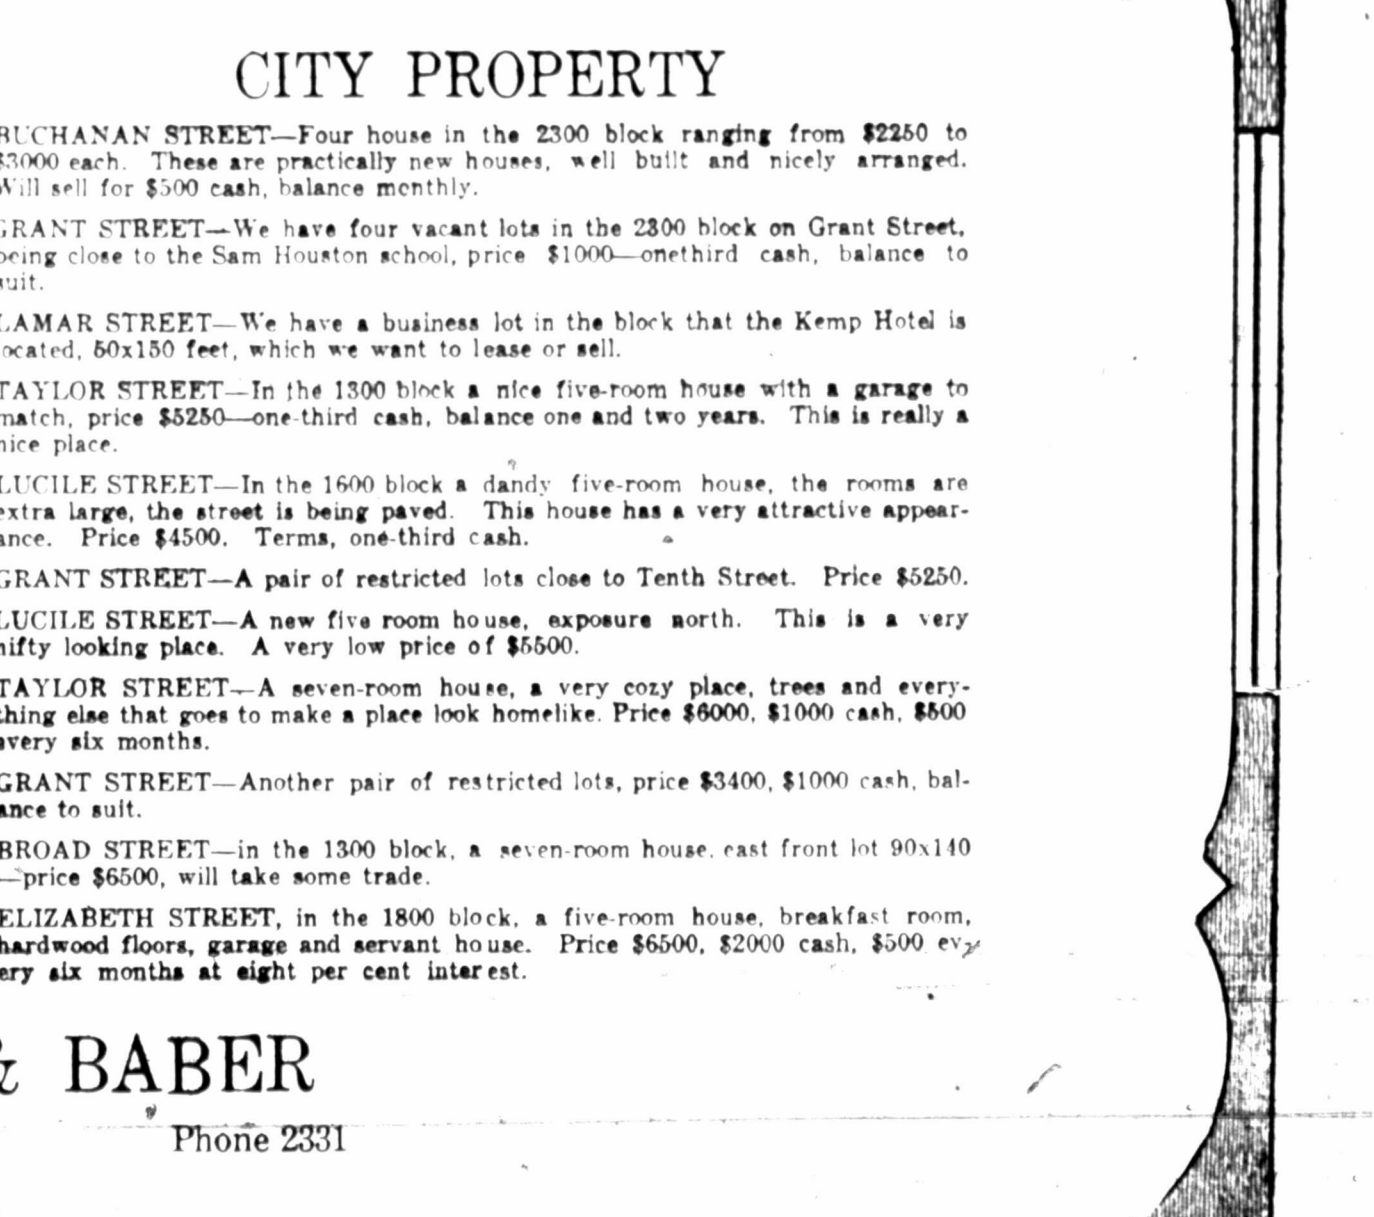 CITY PROPERTY
BUCHANAN STREET—Four house in the 2300 block ranging from $2250 to
$3000 each. These are practically new houses, well built and nicely arranged.
Will sell for $500 cash, balance monthly.
GRANT STREET—We have four vacant lots in the 2300 block on Grant Street,
being close to the Sam Houston school, price $1000—onethird cash, balance to
suit.
LAMAR STREET—We have a business lot in the block that the Kemp Hotel is
located, 50x150 feet, which we want to lease or sell.
TAYLOR STREET—In the 1300 block a nice five-room house with a garage to
match, price $5250—one-third cash, balance one and two years. This is really a
nice place.
LUCILE STREET—In the 1600 block a dandy five-room house, the rooms are
extra large, the street is being paved. This house has a very attractive appear-
ance. Price $4500. Terms, one-third cash.
GRANT STREET—A pair of restricted lots close to Tenth Street. Price $5250.
LUCILE STREET—A new five room house, exposure north. This is a very
nifty looking place. A very low price of $5500.
TAYLOR STREET—A seven-room house, a very cozy place, trees and every-
thing else that goes to make a place look homelike. Price $6000, $1000 cash, $500
every six months.
GRANT STREET—Another pair of restricted lots, price $3400, $1000 cash, bal-
ance to suit.
BROAD STREET—in the 1300 block, a seven-room house, east front lot 90x140
—price $6500, will take some trade.
ELIZABETH STREET, in the 1800 block, a five-room house, breakfast room,
hardwood floors, garage and servant house. Price $6500, $2000 cash, $500 ev-
ery six months at eight per cent interest.
& BABER
Phone 2331